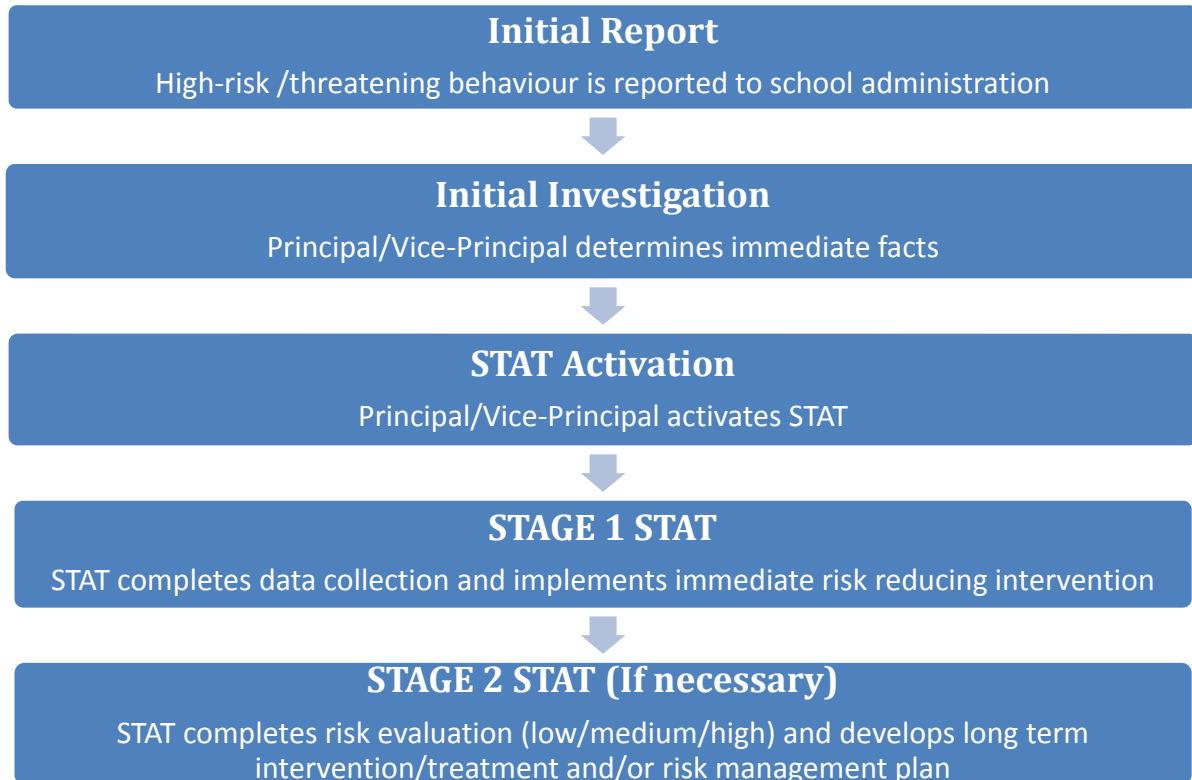 Initial Report
High-risk /threatening behaviour is reported to school administration
Initial Investigation
Principal/Vice-Principal determines immediate facts
STAT Activation
Principal/Vice-Principal activates STAT
STAGE 1 STAT
STAT completes data collection and implements immediate risk reducing intervention
STAGE 2 STAT (If necessary)
STAT completes risk evaluation (low/medium/high) and develops long term
intervention/treatment and/or risk management plan